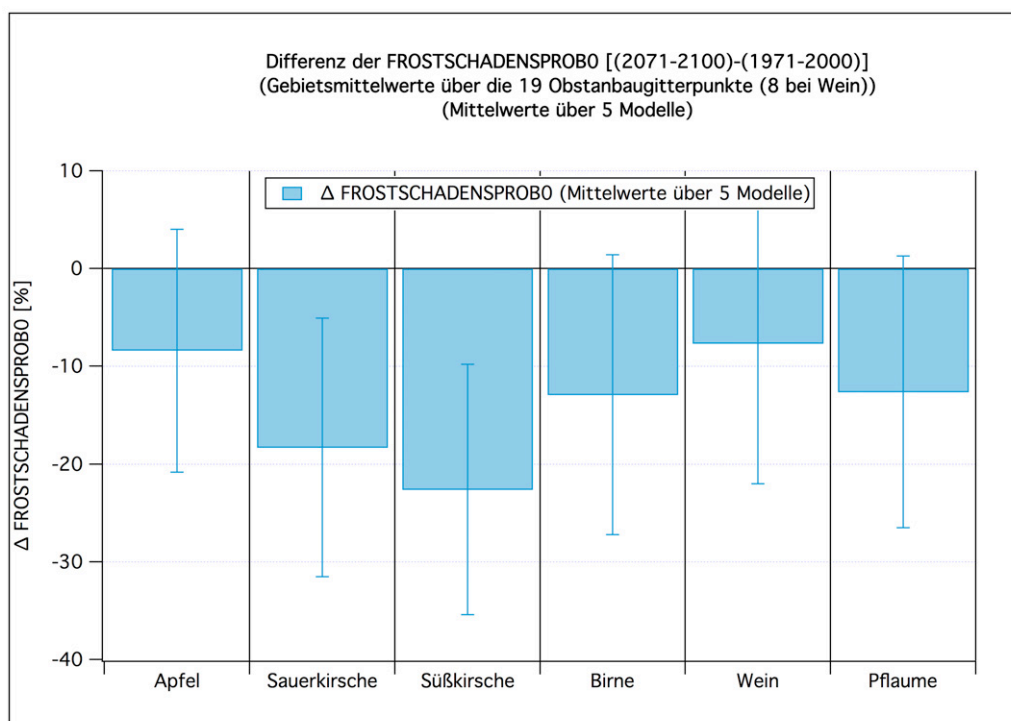 Differenz der FROSTSCHADENSPROB0 [(2071-2100)-(1971-2000)]
(Gebietsmittelwerte über die 19 Obstanbaugitterpunkte (8 bei Wein))
(Mittelwerte über 5 Modelle)
Δ FROSTSCHADENSPROB0 (Mittelwerte über 5 Modelle)
Δ FROSTSCHADENSPROB0 [%]
10
0
-10
-20
-30
-40
Apfel Sauerkirsche Süßkirsche Birne Wein Pflaume